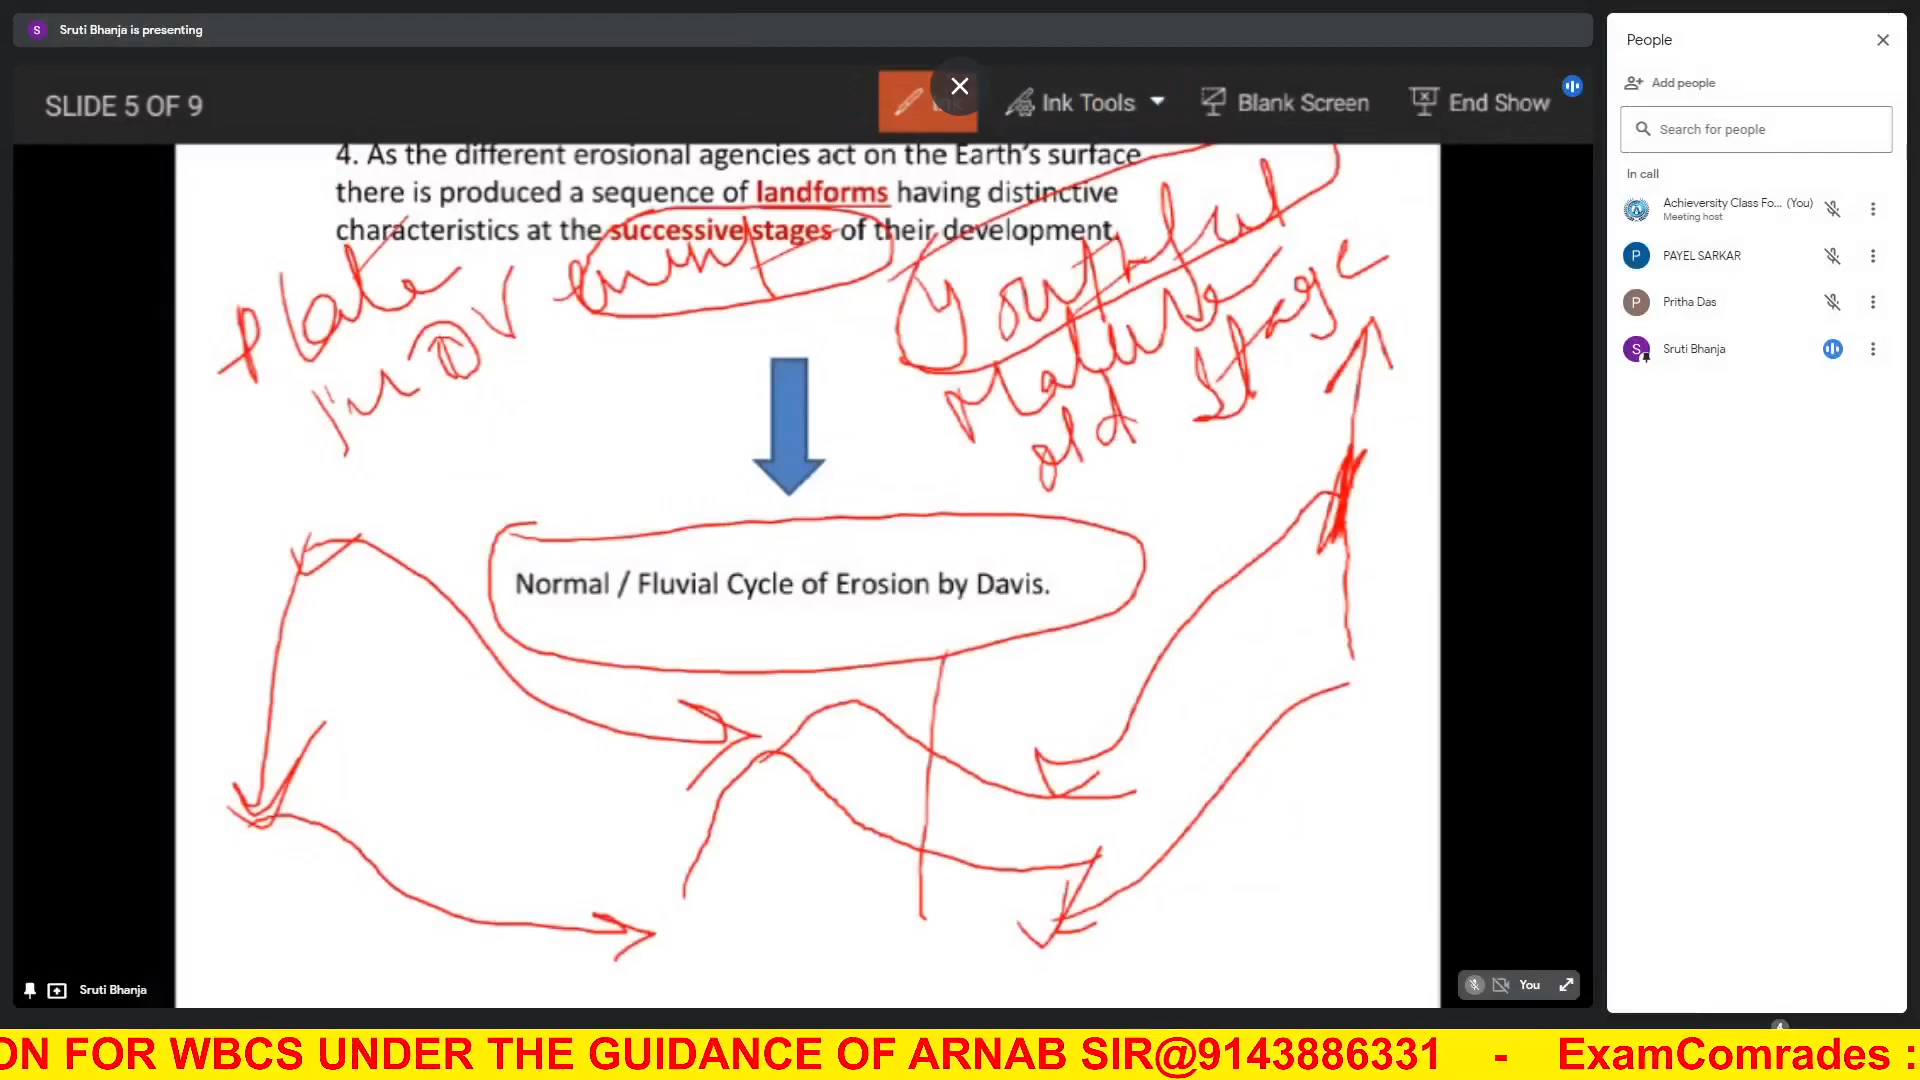 Sruti Bhanja is presenting
SLIDE 5 OF 9
Ink Tools
Blank Screen
End Show
4. As the different erosional agencies act on the Earth's surface
there is produced a sequence of landforms having distinctive
characteristics at the successive stages of their development.
Plate
Youthful
Mature
old Stage
Normal / Fluvial Cycle of Erosion by Davis.
Sruti Bhanja
You
People
Add people
Search for people
In call
Achieversity Class Fo... (You)
Meeting host
P PAYEL SARKAR
P Pritha Das
S Sruti Bhanja
ON FOR WBCS UNDER THE GUIDANCE OF ARNAB SIR@9143886331 - ExamComrades :